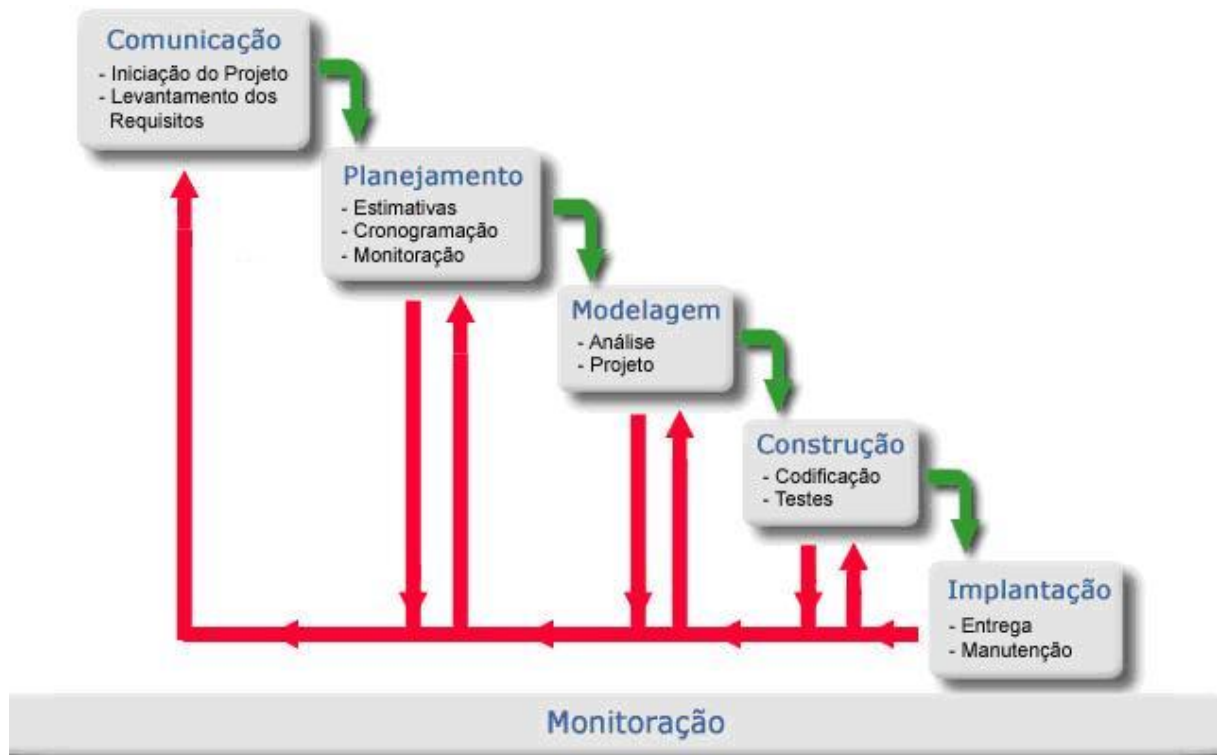 Comunicação
- Iniciação do Projeto
- Levantamento dos
Requisitos
Planejamento
- Estimativas
- Cronogramação
- Monitoração
Modelagem
- Análise
- Projeto
Construção
- Codificação
- Testes
Implantação
- Entrega
- Manutenção
Monitoração